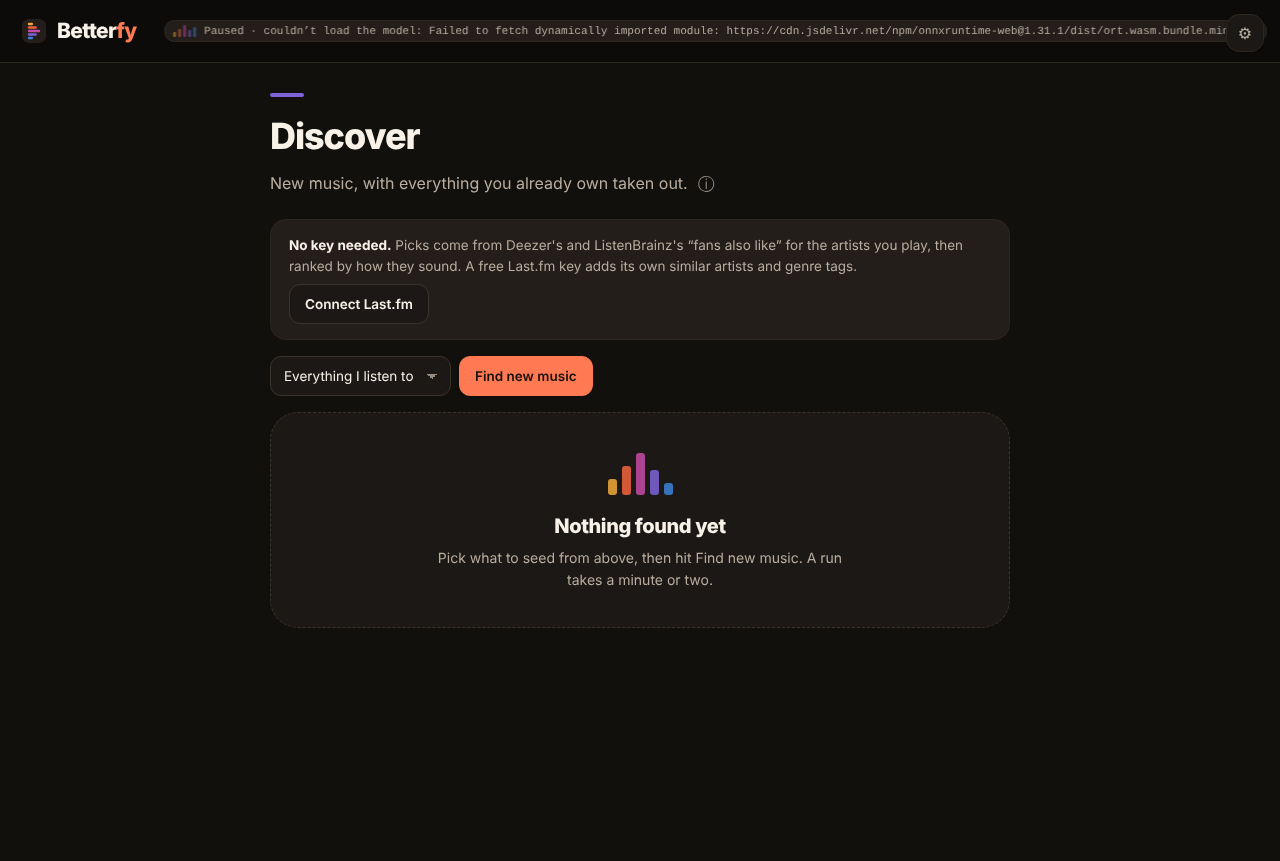 Betterfy
Paused · couldn’t load the model: Failed to fetch dynamically imported module: https://cdn.jsdelivr.net/npm/onnxruntime-web@1.31.1/dist/ort.wasm.bundle.min
Discover
New music, with everything you already own taken out. ⓘ
No key needed. Picks come from Deezer's and ListenBrainz's “fans also like” for the artists you play, then
ranked by how they sound. A free Last.fm key adds its own similar artists and genre tags.
Connect Last.fm
Everything I listen to
Find new music
Nothing found yet
Pick what to seed from above, then hit Find new music. A run
takes a minute or two.